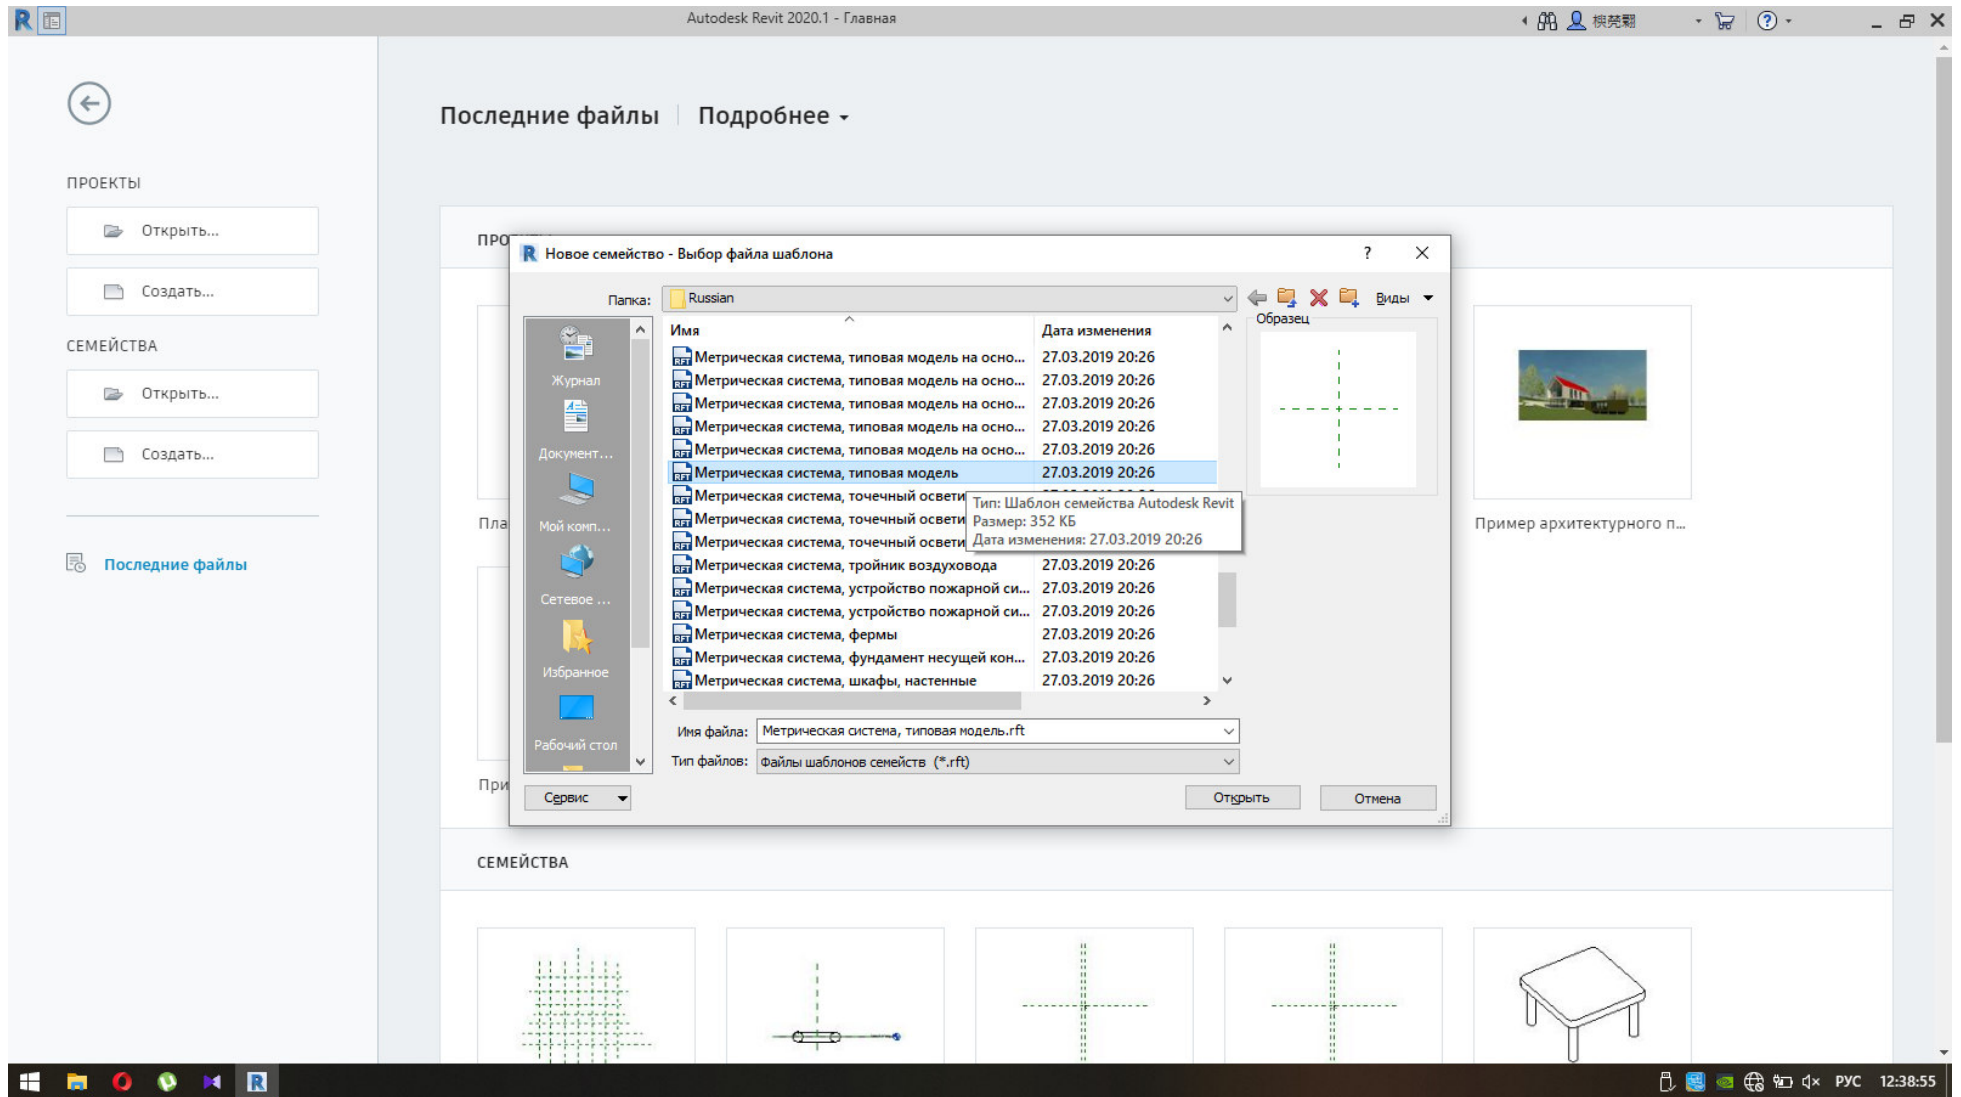 Autodesk Revit 2020.1 - Главная
Последние файлы
Подробнее
ПРОЕКТЫ
Открыть...
Создать...
СЕМЕЙСТВА
Открыть...
Создать...
Последние файлы
Новое семейство - Выбор файла шаблона
?
Папка:
Russian
Виды
Имя
Дата изменения
Образец
Журнал
Документ...
Мой комп...
Сетевое ...
Избранное
Рабочий стол
Метрическая система, типовая модель на осно... 27.03.2019 20:26
Метрическая система, типовая модель на осно... 27.03.2019 20:26
Метрическая система, типовая модель на осно... 27.03.2019 20:26
Метрическая система, типовая модель на осно... 27.03.2019 20:26
Метрическая система, типовая модель на осно... 27.03.2019 20:26
Метрическая система, типовая модель 27.03.2019 20:26
Метрическая система, точечный освети
Метрическая система, точечный освети
Метрическая система, точечный освети
Тип: Шаблон семейства Autodesk Revit
Размер: 352 КБ
Дата изменения: 27.03.2019 20:26
Метрическая система, тройник воздуховода 27.03.2019 20:26
Метрическая система, устройство пожарной си... 27.03.2019 20:26
Метрическая система, устройство пожарной си... 27.03.2019 20:26
Метрическая система, фермы 27.03.2019 20:26
Метрическая система, фундамент несущей кон... 27.03.2019 20:26
Метрическая система, шкафы, настенные 27.03.2019 20:26
Имя файла: Метрическая система, типовая модель.rft
Тип файлов: Файлы шаблонов семейств (*.rft)
Сервис
Открыть
Отмена
Пла
Пример архитектурного п...
При
СЕМЕЙСТВА
РУС 12:38:55